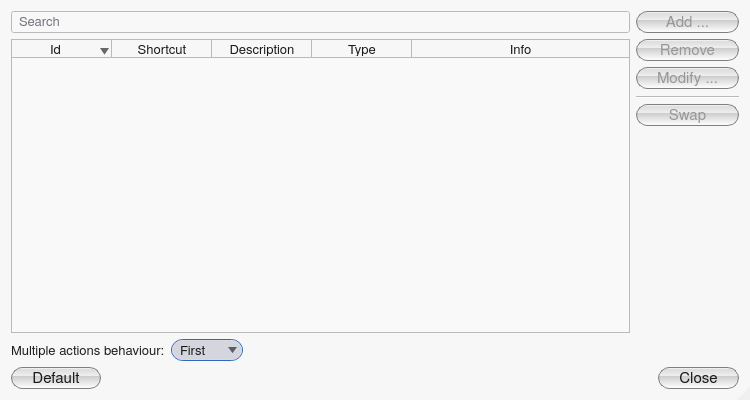 Search
Add ...
Id Shortcut Description Type Info
Remove
Modify ...
Swap
Multiple actions behaviour: First
Default
Close